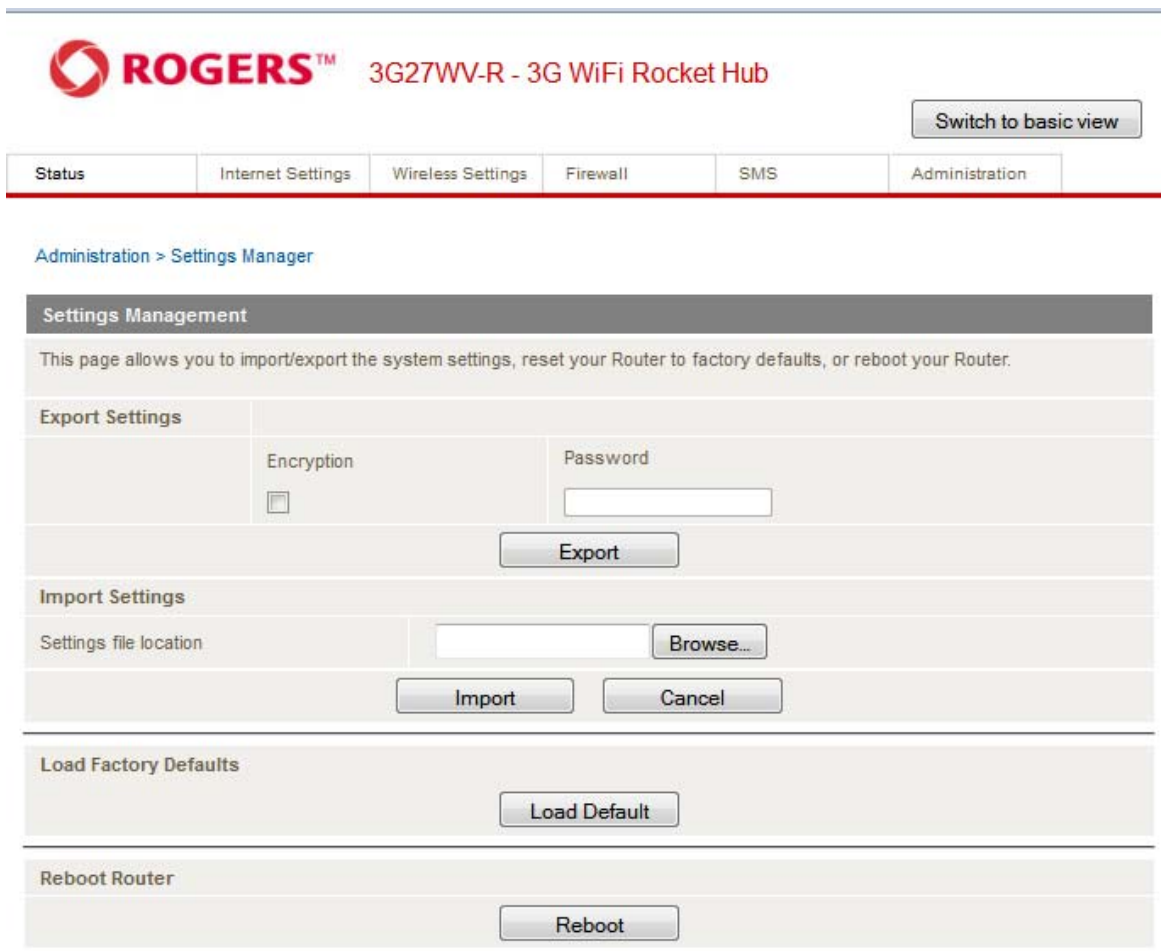 ROGERS™ 3G27WV-R - 3G WiFi Rocket Hub
Switch to basic view
Status Internet Settings Wireless Settings Firewall SMS Administration
Administration > Settings Manager
Settings Management
This page allows you to import/export the system settings, reset your Router to factory defaults, or reboot your Router.
Export Settings
Encryption Password
Export
Import Settings
Settings file location Browse...
Import Cancel
Load Factory Defaults
Load Default
Reboot Router
Reboot